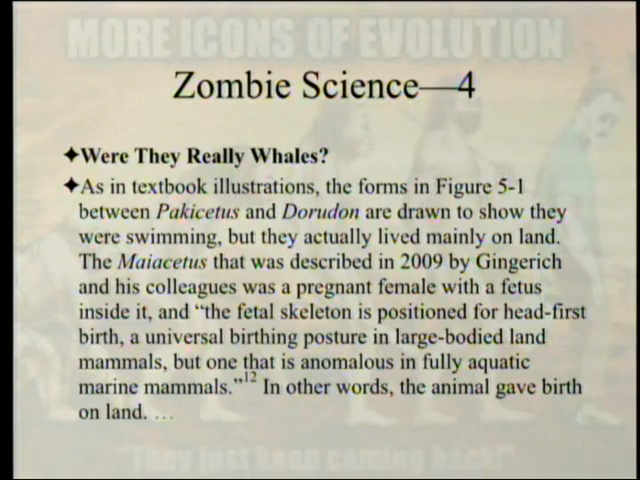 MORE ICONS OF EVOLUTION
Zombie Science—4
✦Were They Really Whales?
✦As in textbook illustrations, the forms in Figure 5-1
between Pakicetus and Dorudon are drawn to show they
were swimming, but they actually lived mainly on land.
The Maiacetus that was described in 2009 by Gingerich
and his colleagues was a pregnant female with a fetus
inside it, and “the fetal skeleton is positioned for head-first
birth, a universal birthing posture in large-bodied land
mammals, but one that is anomalous in fully aquatic
marine mammals.”12 In other words, the animal gave birth
on land. …
"They just keep coming back!"